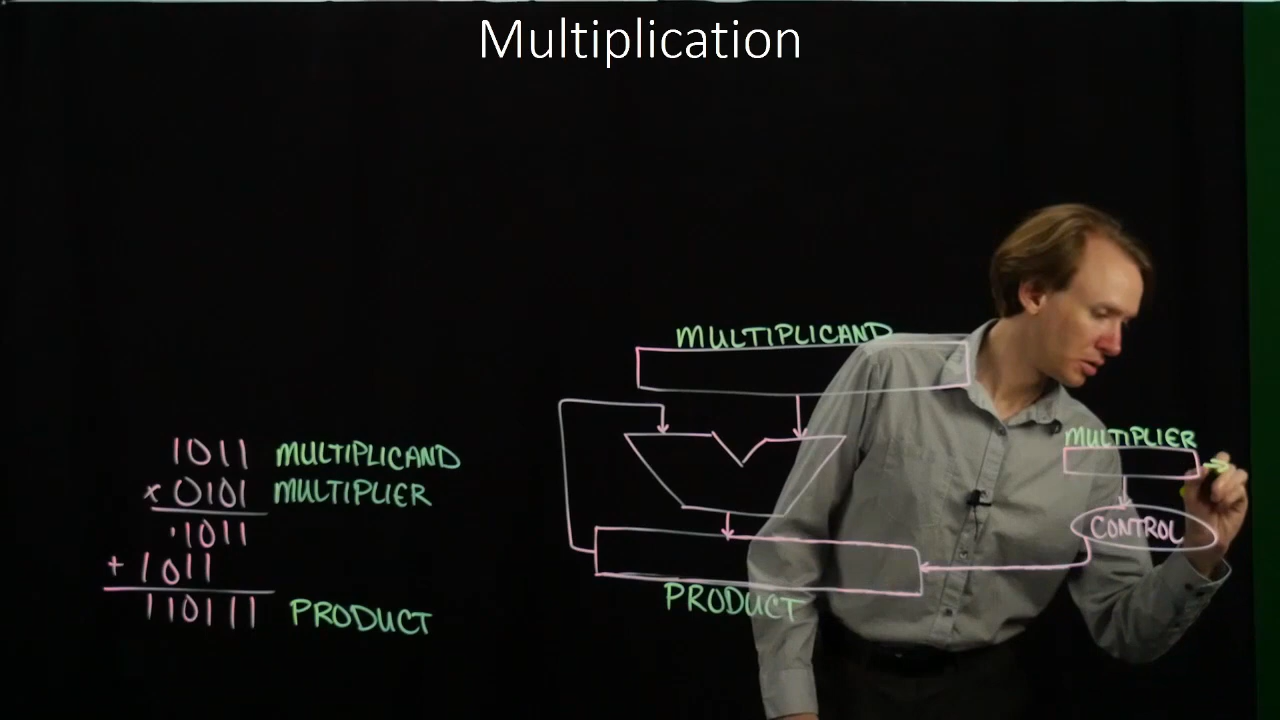 Multiplication
1011 MULTIPLICAND
x 0101 MULTIPLIER
1011
+ 1011
110111 PRODUCT
MULTIPLICAND
MULTIPLIER
CONTROL
PRODUCT